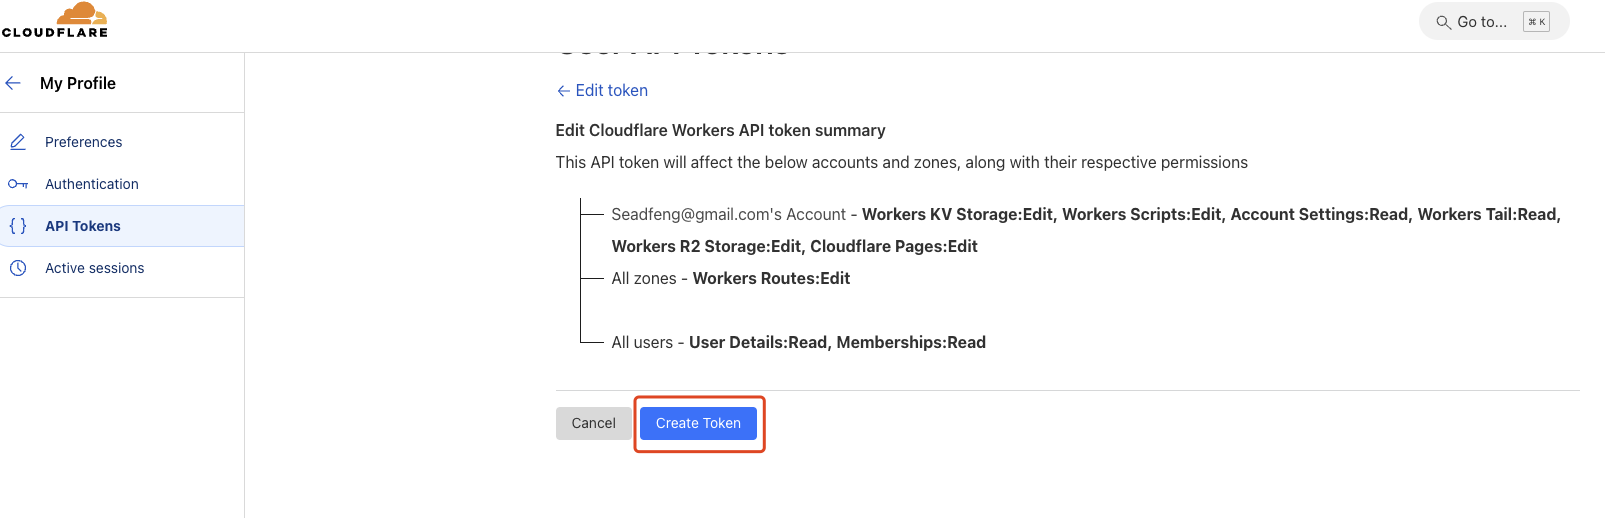 CLOUDFLARE
Go to...
⌘ K
My Profile
Preferences
Authentication
API Tokens
Active sessions
← Edit token
Edit Cloudflare Workers API token summary
This API token will affect the below accounts and zones, along with their respective permissions
Seadfeng@gmail.com's Account - Workers KV Storage:Edit, Workers Scripts:Edit, Account Settings:Read, Workers Tail:Read,
Workers R2 Storage:Edit, Cloudflare Pages:Edit
All zones - Workers Routes:Edit
All users - User Details:Read, Memberships:Read
Cancel
Create Token